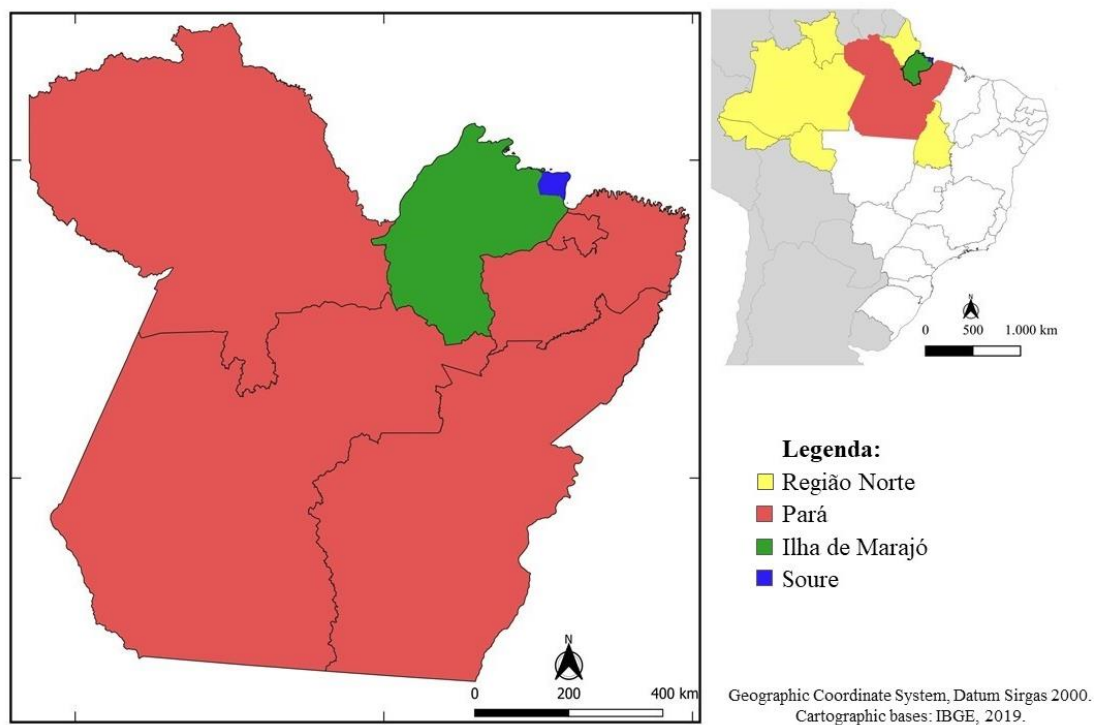 N
0 200 400 km
N
0 500 1.000 km
Legenda:
Região Norte
Pará
Ilha de Marajó
Soure
Geographic Coordinate System, Datum Sirgas 2000.
Cartographic bases: IBGE, 2019.